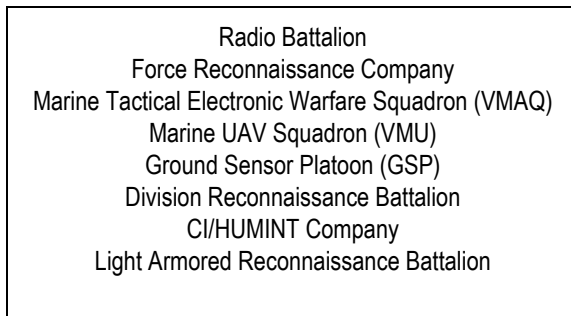 Radio Battalion
Force Reconnaissance Company
Marine Tactical Electronic Warfare Squadron (VMAQ)
Marine UAV Squadron (VMU)
Ground Sensor Platoon (GSP)
Division Reconnaissance Battalion
CI/HUMINT Company
Light Armored Reconnaissance Battalion